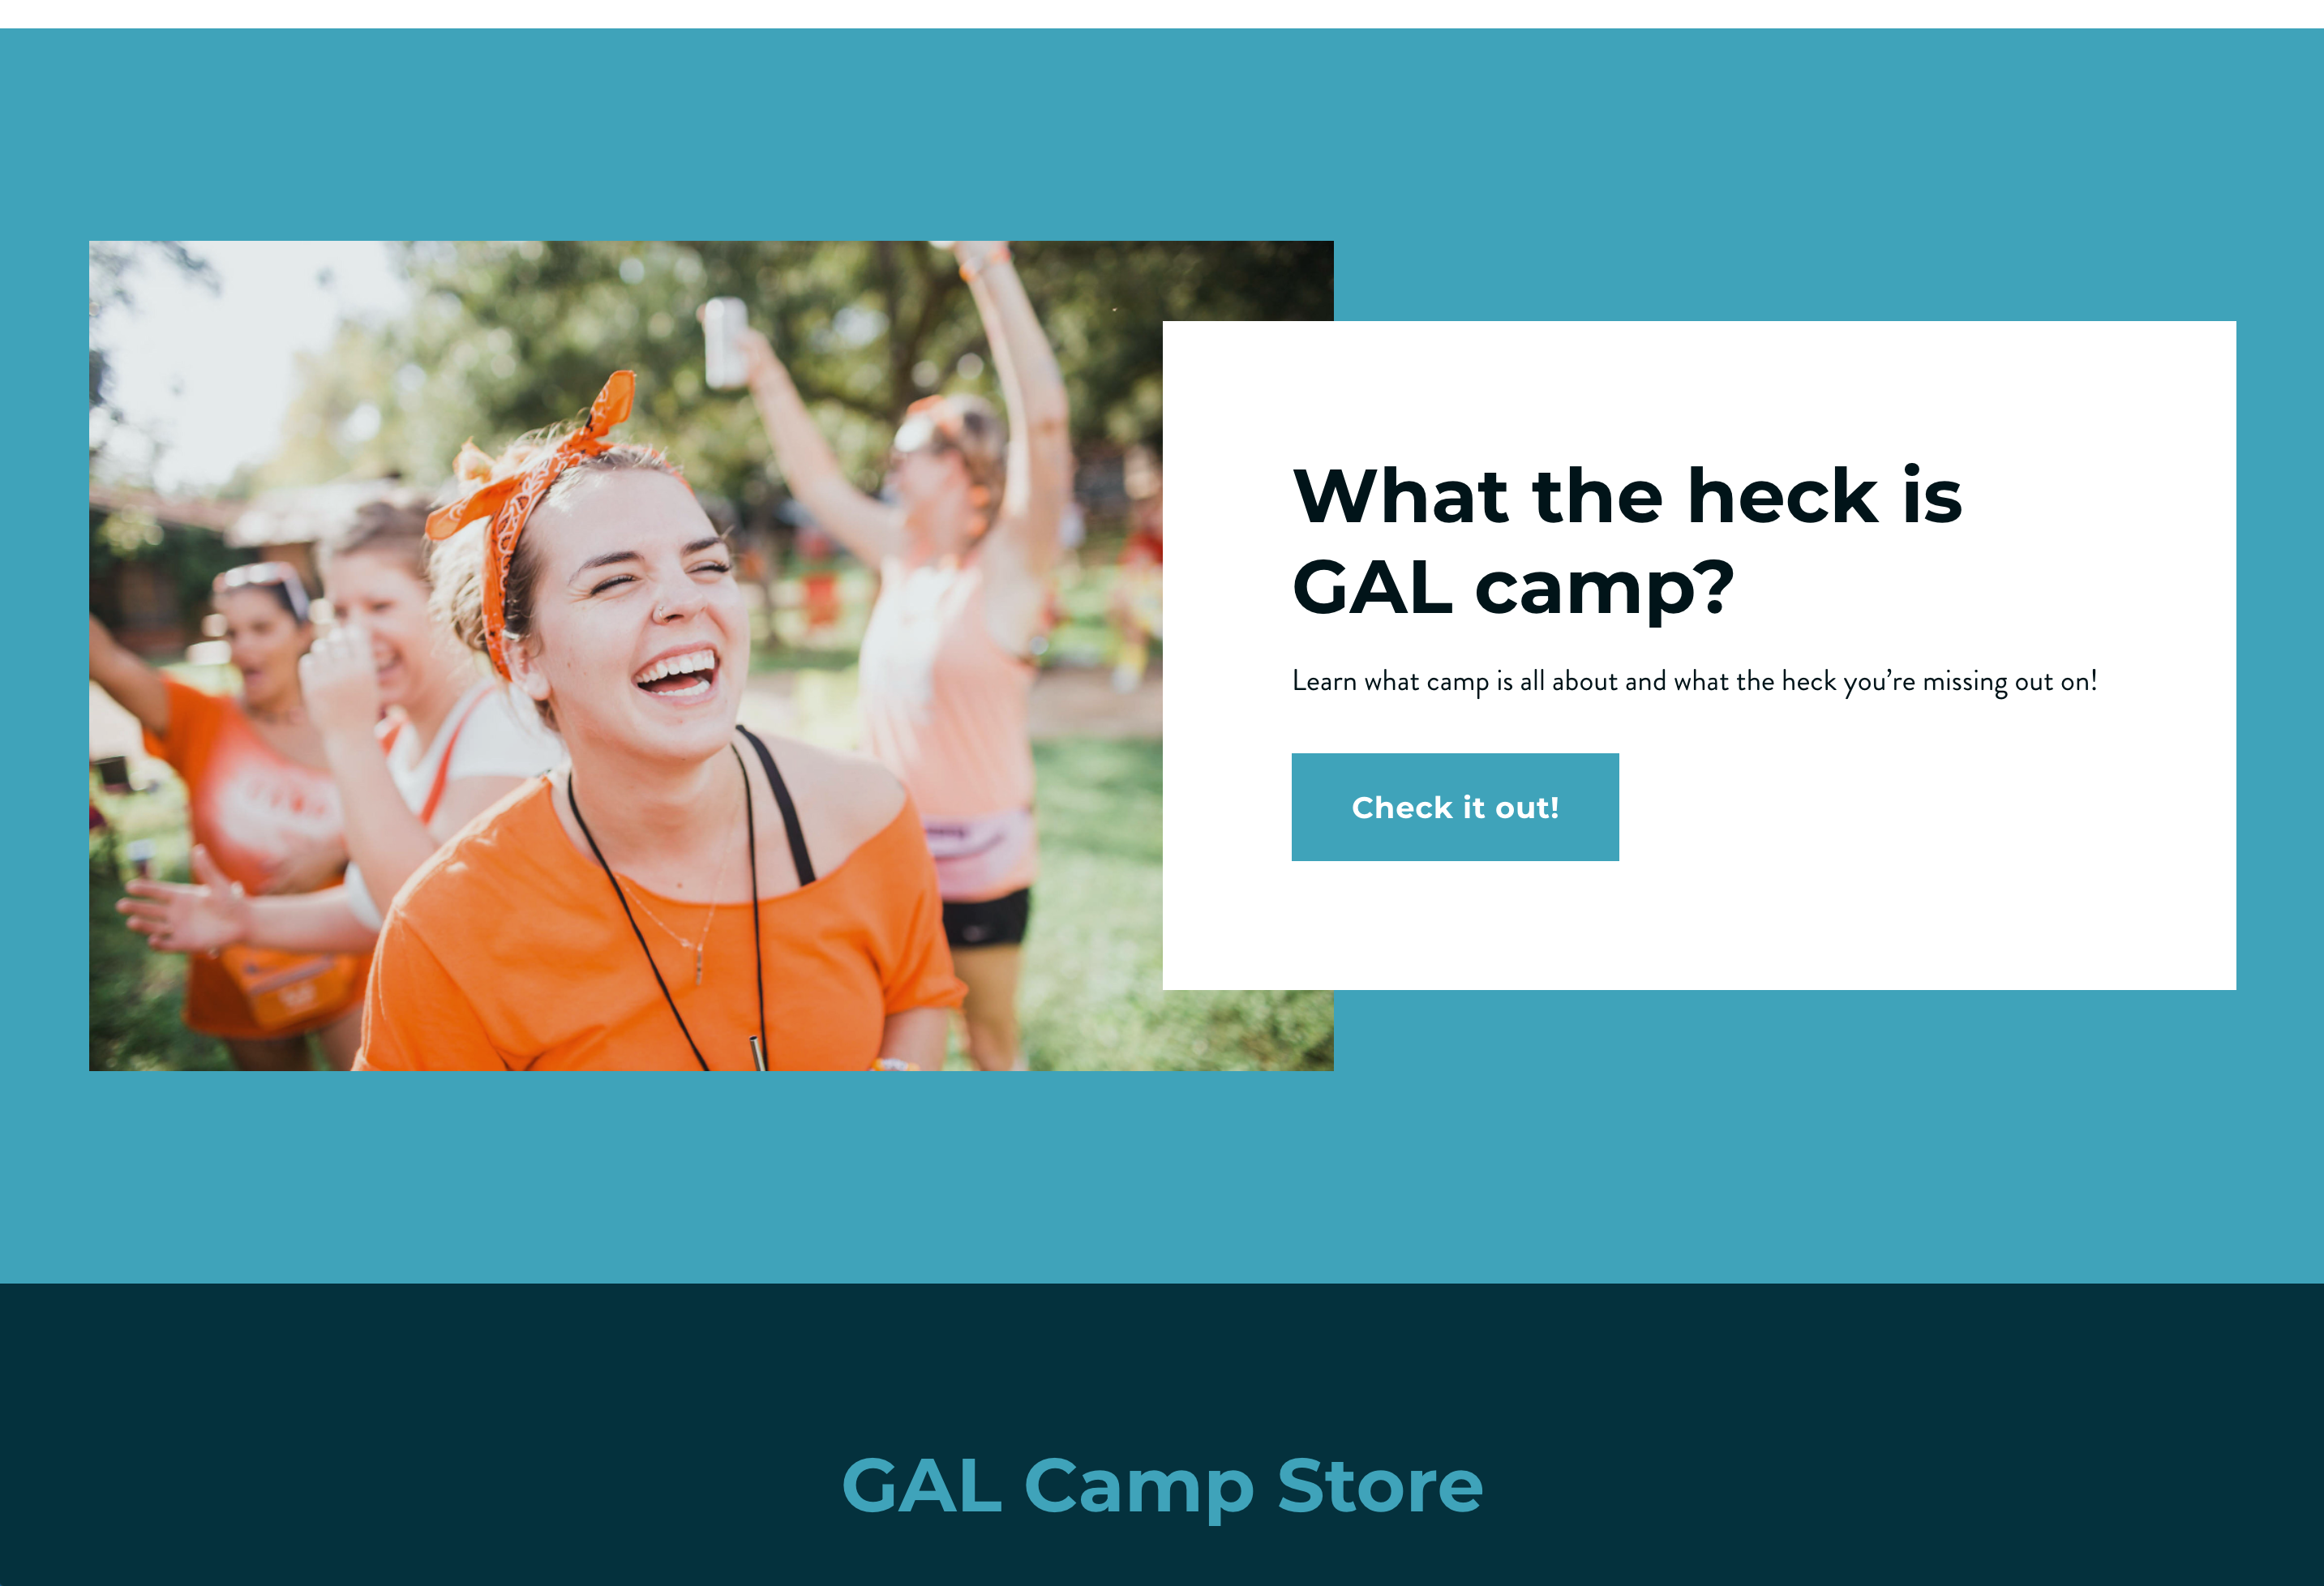 What the heck is
GAL camp?
Learn what camp is all about and what the heck you’re missing out on!
Check it out!
GAL Camp Store